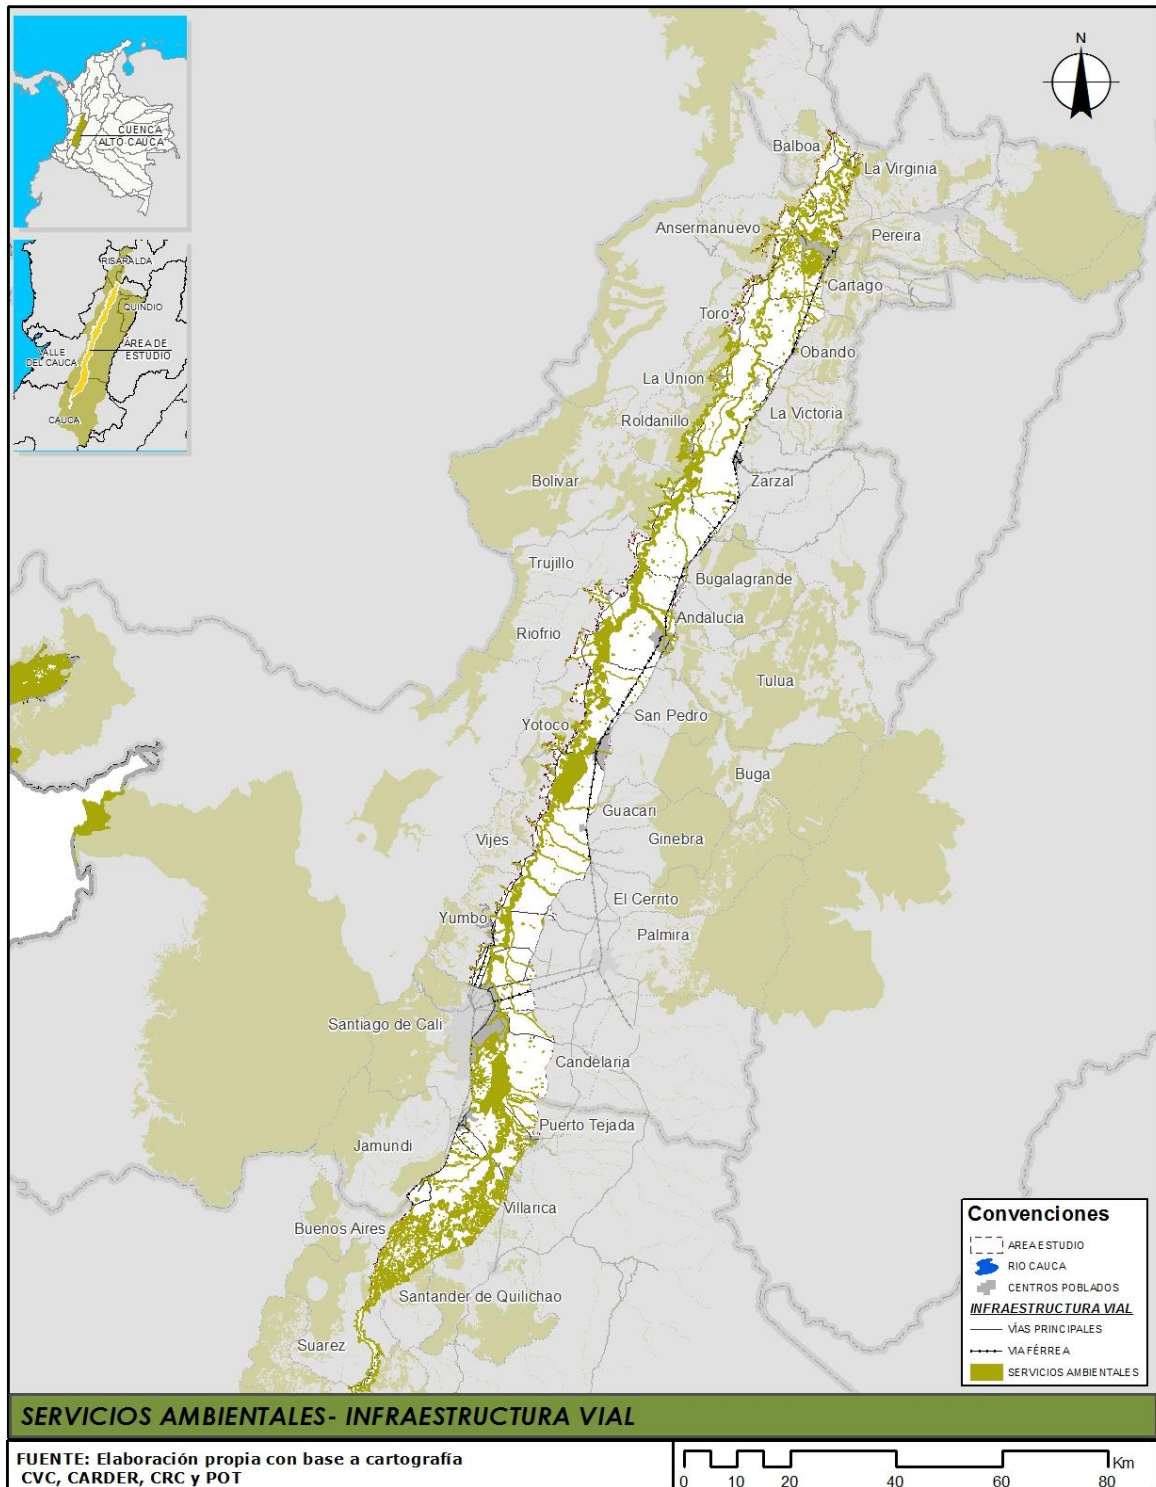 CUENCA
ALTO CAUCA
RISARALDA
QUINDIO
ÁREA DE
ESTUDIO
VALLE
DEL CAUCA
CAUCA
N
Balboa
La Virginia
Ansermanuevo
Pereira
Cartago
Toro
Obando
La Union
La Victoria
Roldanillo
Bolivar
Zarzal
Trujillo
Bugalagrande
Andalucia
Riofrio
Tulua
San Pedro
Yotoco
Buga
Guacari
Vijes
Ginebra
El Cerrito
Yumbo
Palmira
Santiago de Cali
Candelaria
Puerto Tejada
Jamundi
Villarica
Buenos Aires
Santander de Quilichao
Suarez
Convenciones
AREA ESTUDIO
RIO CAUCA
CENTROS POBLADOS
INFRAESTRUCTURA VIAL
VÍAS PRINCIPALES
VIA FÉRREA
SERVICIOS AMBIENTALES
SERVICIOS AMBIENTALES- INFRAESTRUCTURA VIAL
FUENTE: Elaboración propia con base a cartografía
CVC, CARDER, CRC y POT
Km
0 10 20 40 60 80